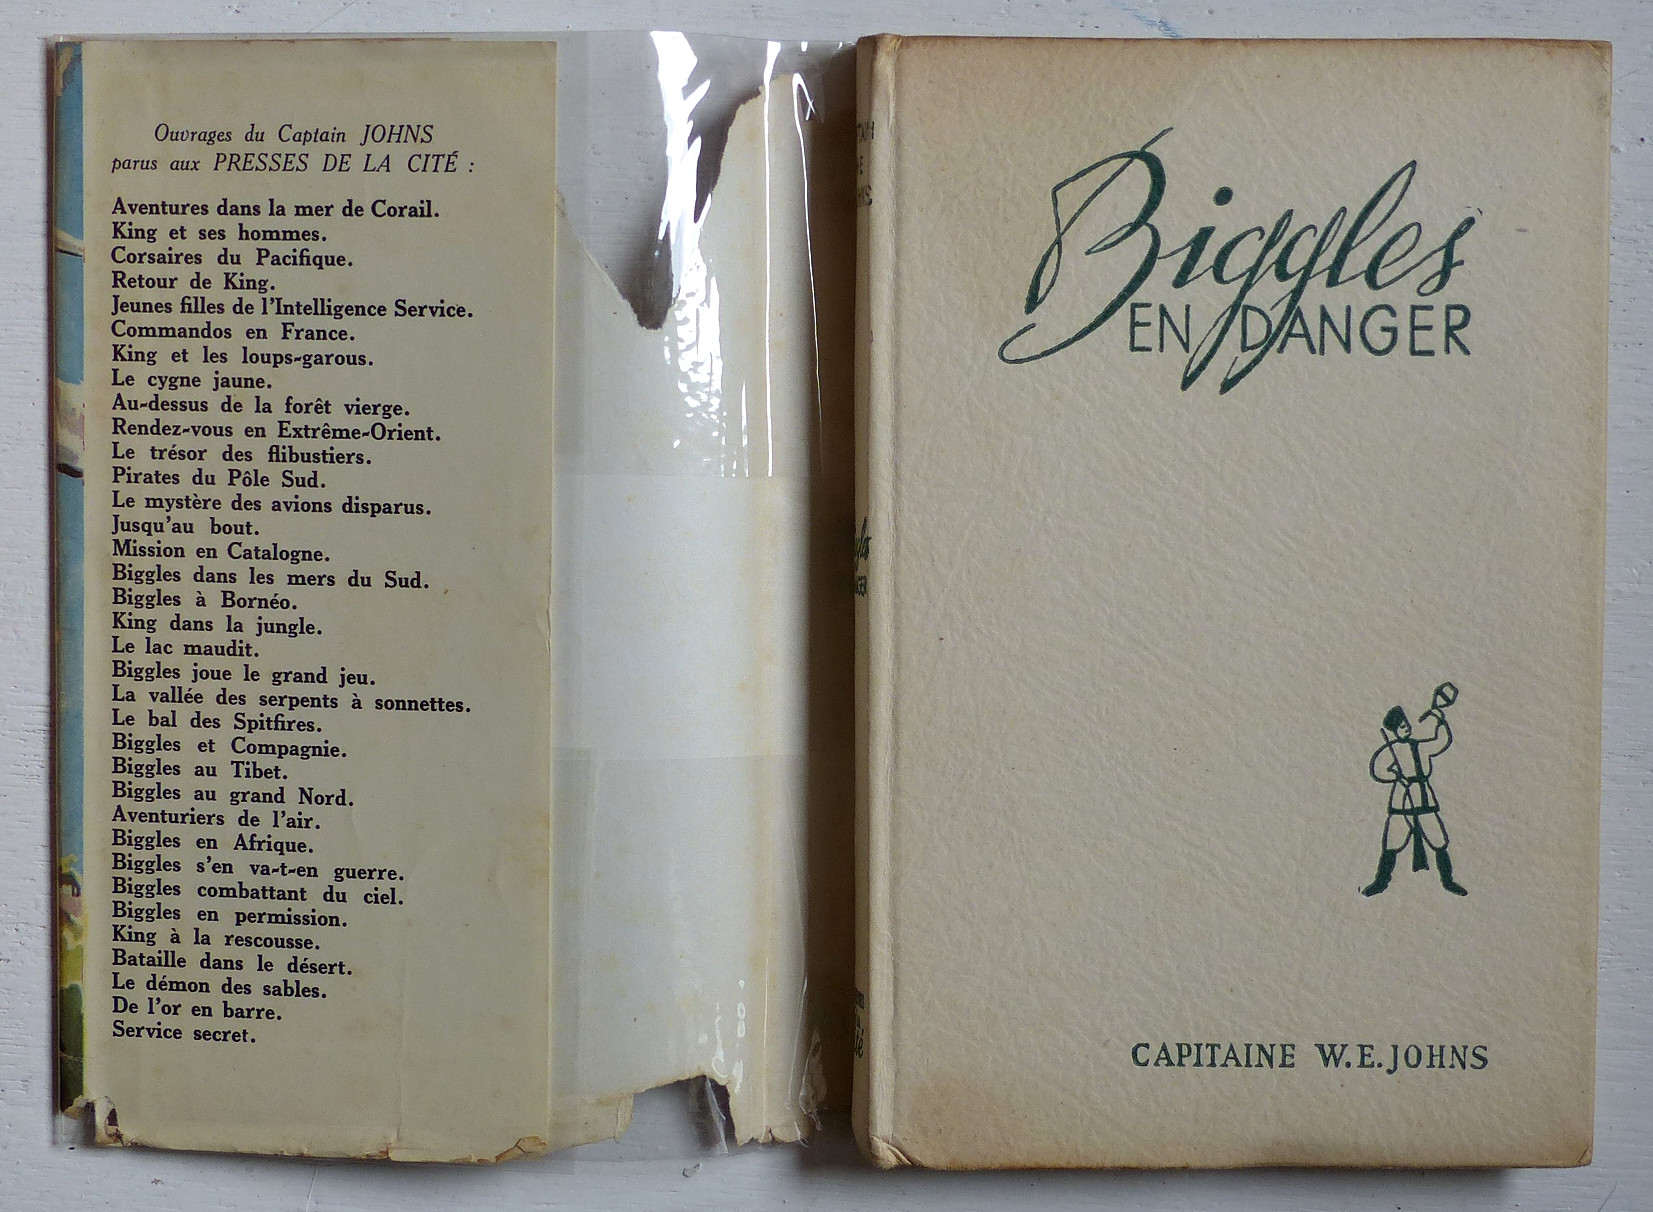 Ouvrages du Captain JOHNS
parus aux PRESSES DE LA CITÉ :
Aventures dans la mer de Corail.
King et ses hommes.
Corsaires du Pacifique.
Retour de King.
Jeunes filles de l'Intelligence Service.
Commandos en France.
King et les loups-garous.
Le cygne jaune.
Au-dessus de la forêt vierge.
Rendez-vous en Extrême-Orient.
Le trésor des flibustiers.
Pirates du Pôle Sud.
Le mystère des avions disparus.
Jusqu'au bout.
Mission en Catalogne.
Biggles dans les mers du Sud.
Biggles à Bornéo.
King dans la jungle.
Le lac maudit.
Biggles joue le grand jeu.
La vallée des serpents à sonnettes.
Le bal des Spitfires.
Biggles et Compagnie.
Biggles au Tibet.
Biggles au grand Nord.
Aventuriers de l'air.
Biggles en Afrique.
Biggles s'en va-t-en guerre.
Biggles combattant du ciel.
Biggles en permission.
King à la rescousse.
Bataille dans le désert.
Le démon des sables.
De l'or en barre.
Service secret.
Biggles
EN DANGER
CAPITAINE W.E.JOHNS